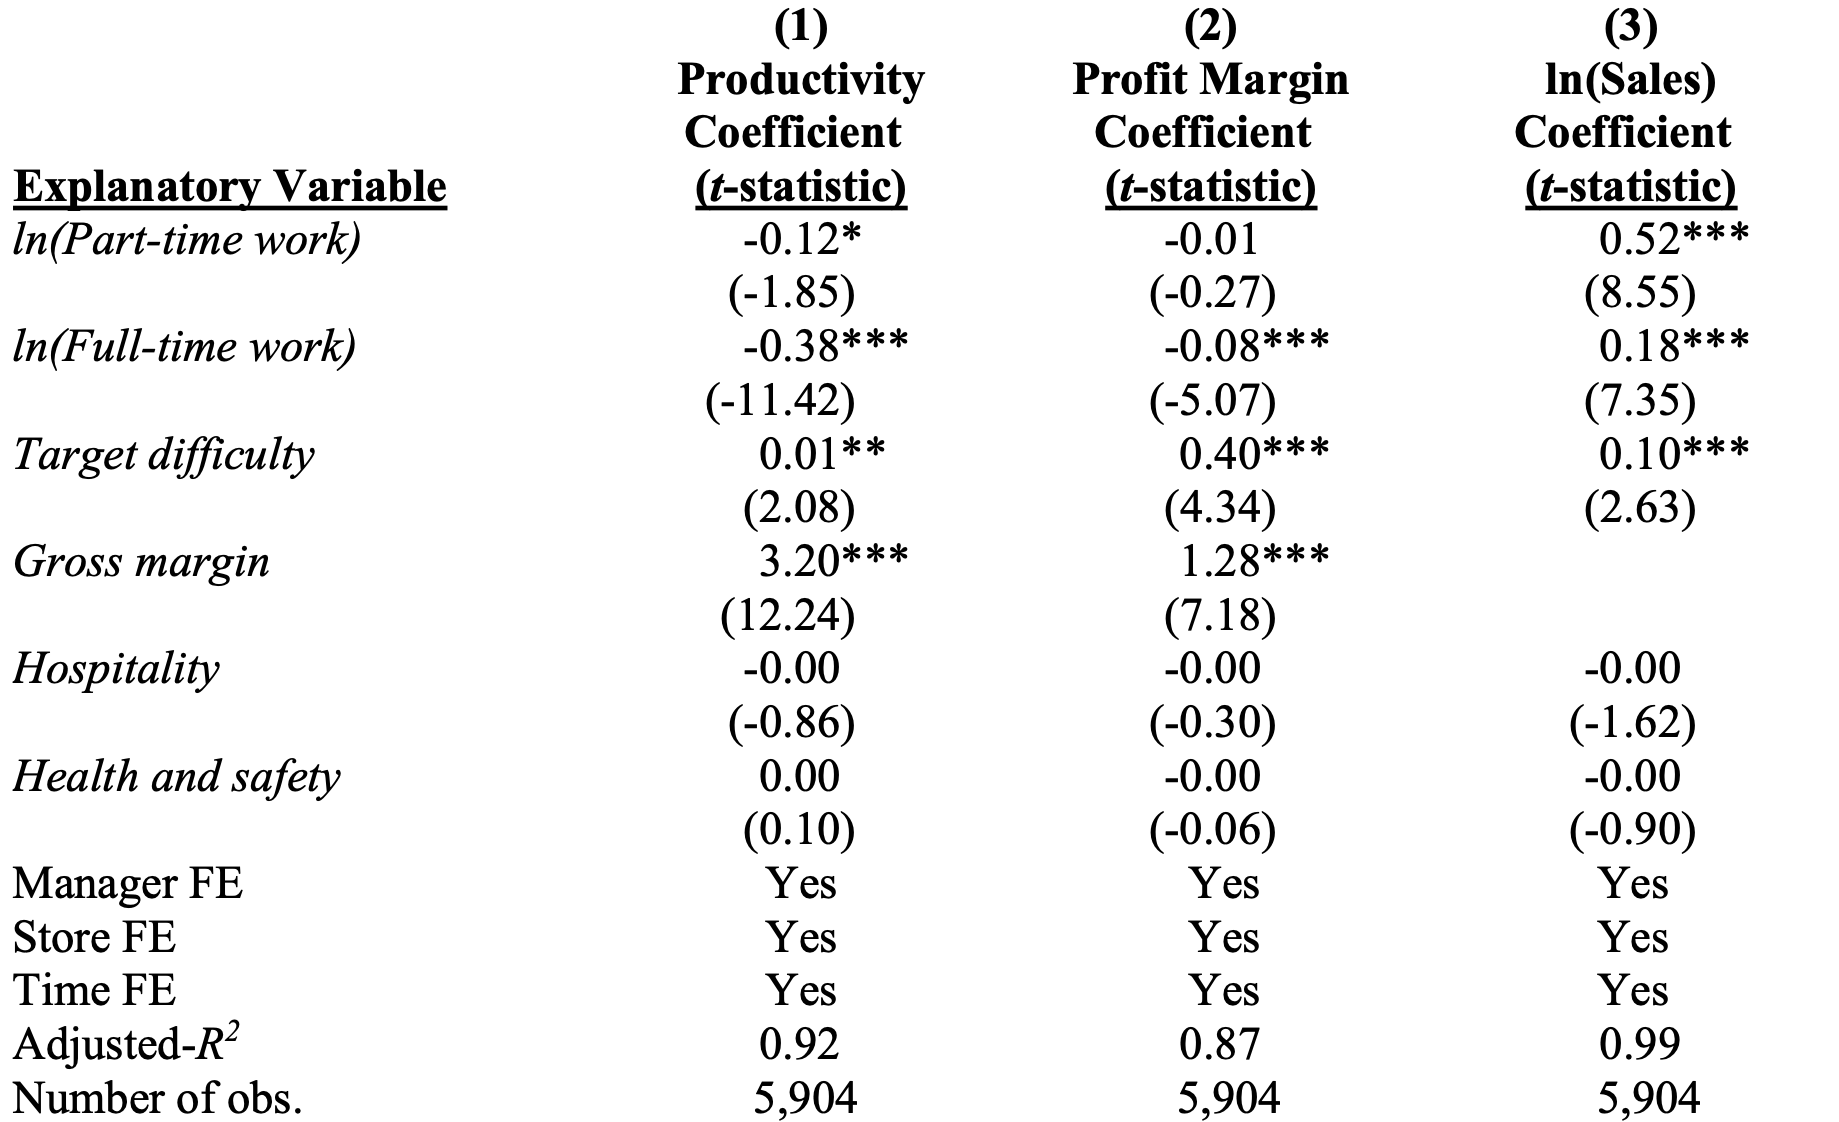 (1) (2) (3)
Productivity Profit Margin ln(Sales)
Coefficient Coefficient Coefficient
Explanatory Variable (t-statistic) (t-statistic) (t-statistic)
ln(Part-time work) -0.12* -0.01 0.52***
(-1.85) (-0.27) (8.55)
ln(Full-time work) -0.38*** -0.08*** 0.18***
(-11.42) (-5.07) (7.35)
Target difficulty 0.01** 0.40*** 0.10***
(2.08) (4.34) (2.63)
Gross margin 3.20*** 1.28***
(12.24) (7.18)
Hospitality -0.00 -0.00 -0.00
(-0.86) (-0.30) (-1.62)
Health and safety 0.00 -0.00 -0.00
(0.10) (-0.06) (-0.90)
Manager FE Yes Yes Yes
Store FE Yes Yes Yes
Time FE Yes Yes Yes
Adjusted-R² 0.92 0.87 0.99
Number of obs. 5,904 5,904 5,904